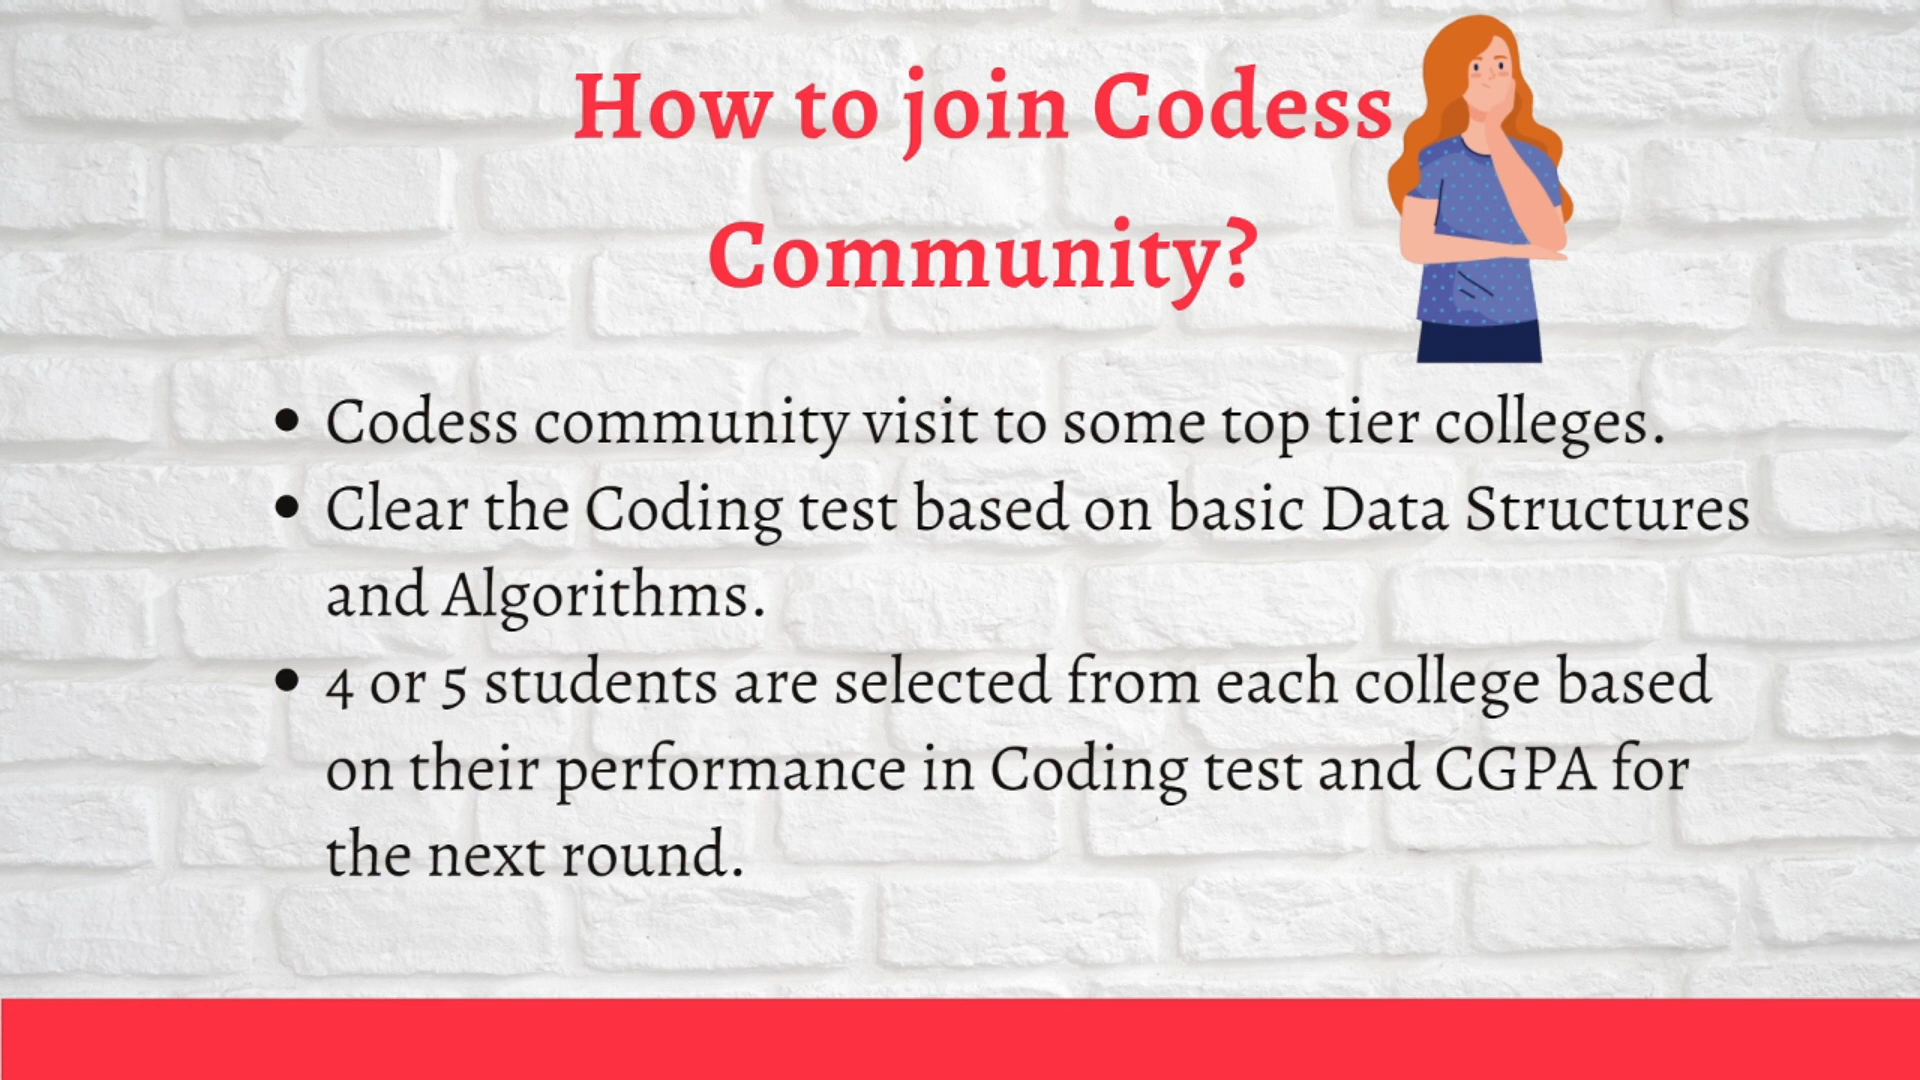 How to join Codess
Community?
• Codess community visit to some top tier colleges.
• Clear the Coding test based on basic Data Structures
and Algorithms.
• 4 or 5 students are selected from each college based
on their performance in Coding test and CGPA for
the next round.